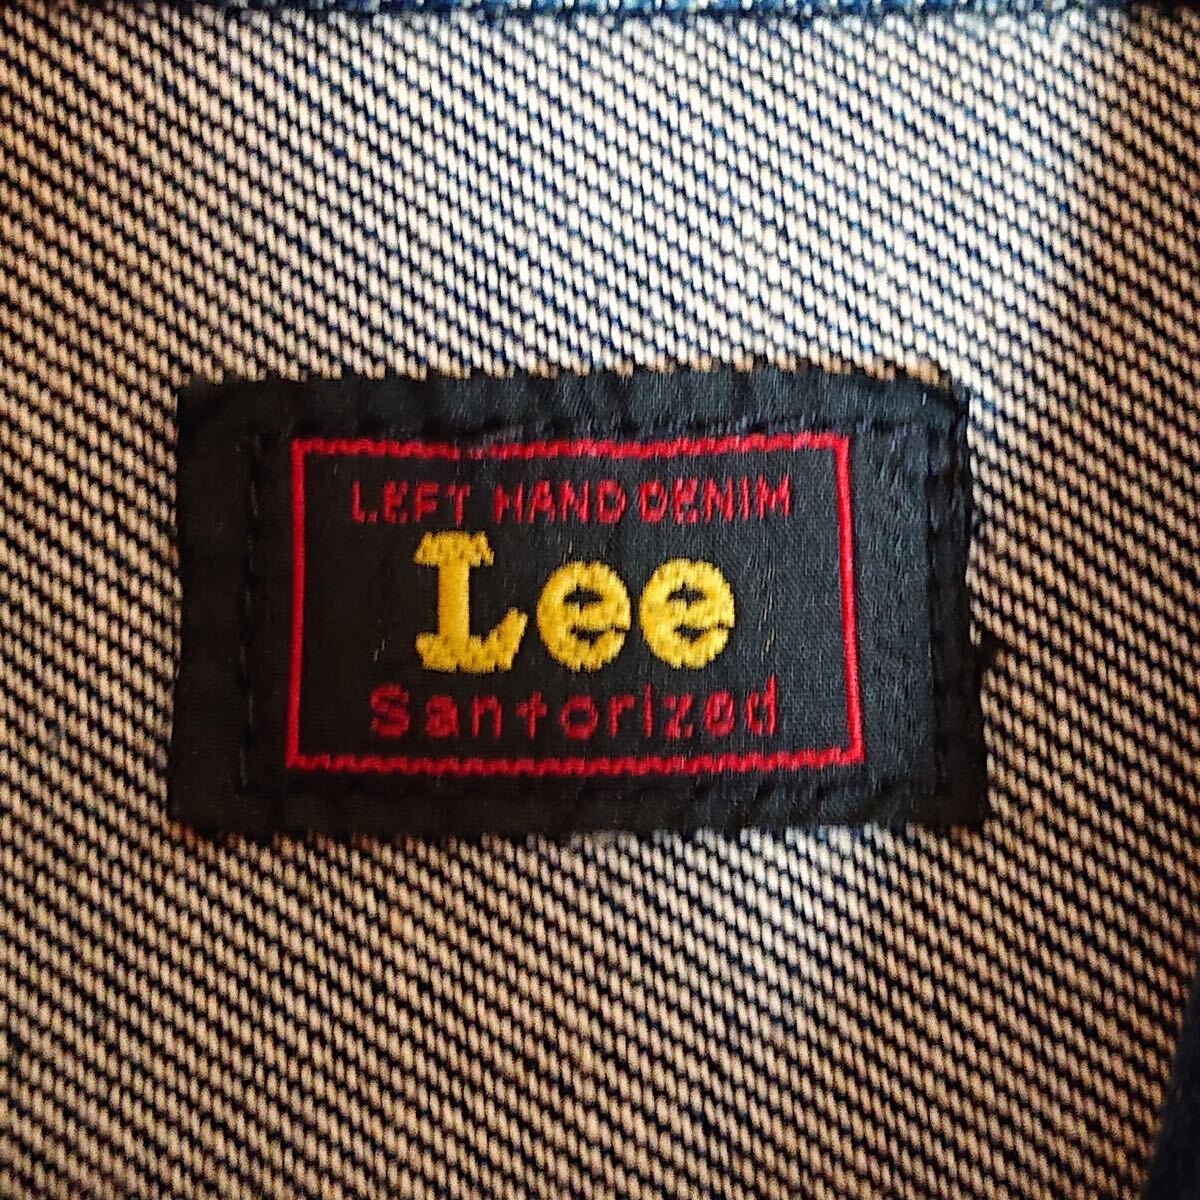 LEFT HAND DENIM
Lee
Santorized